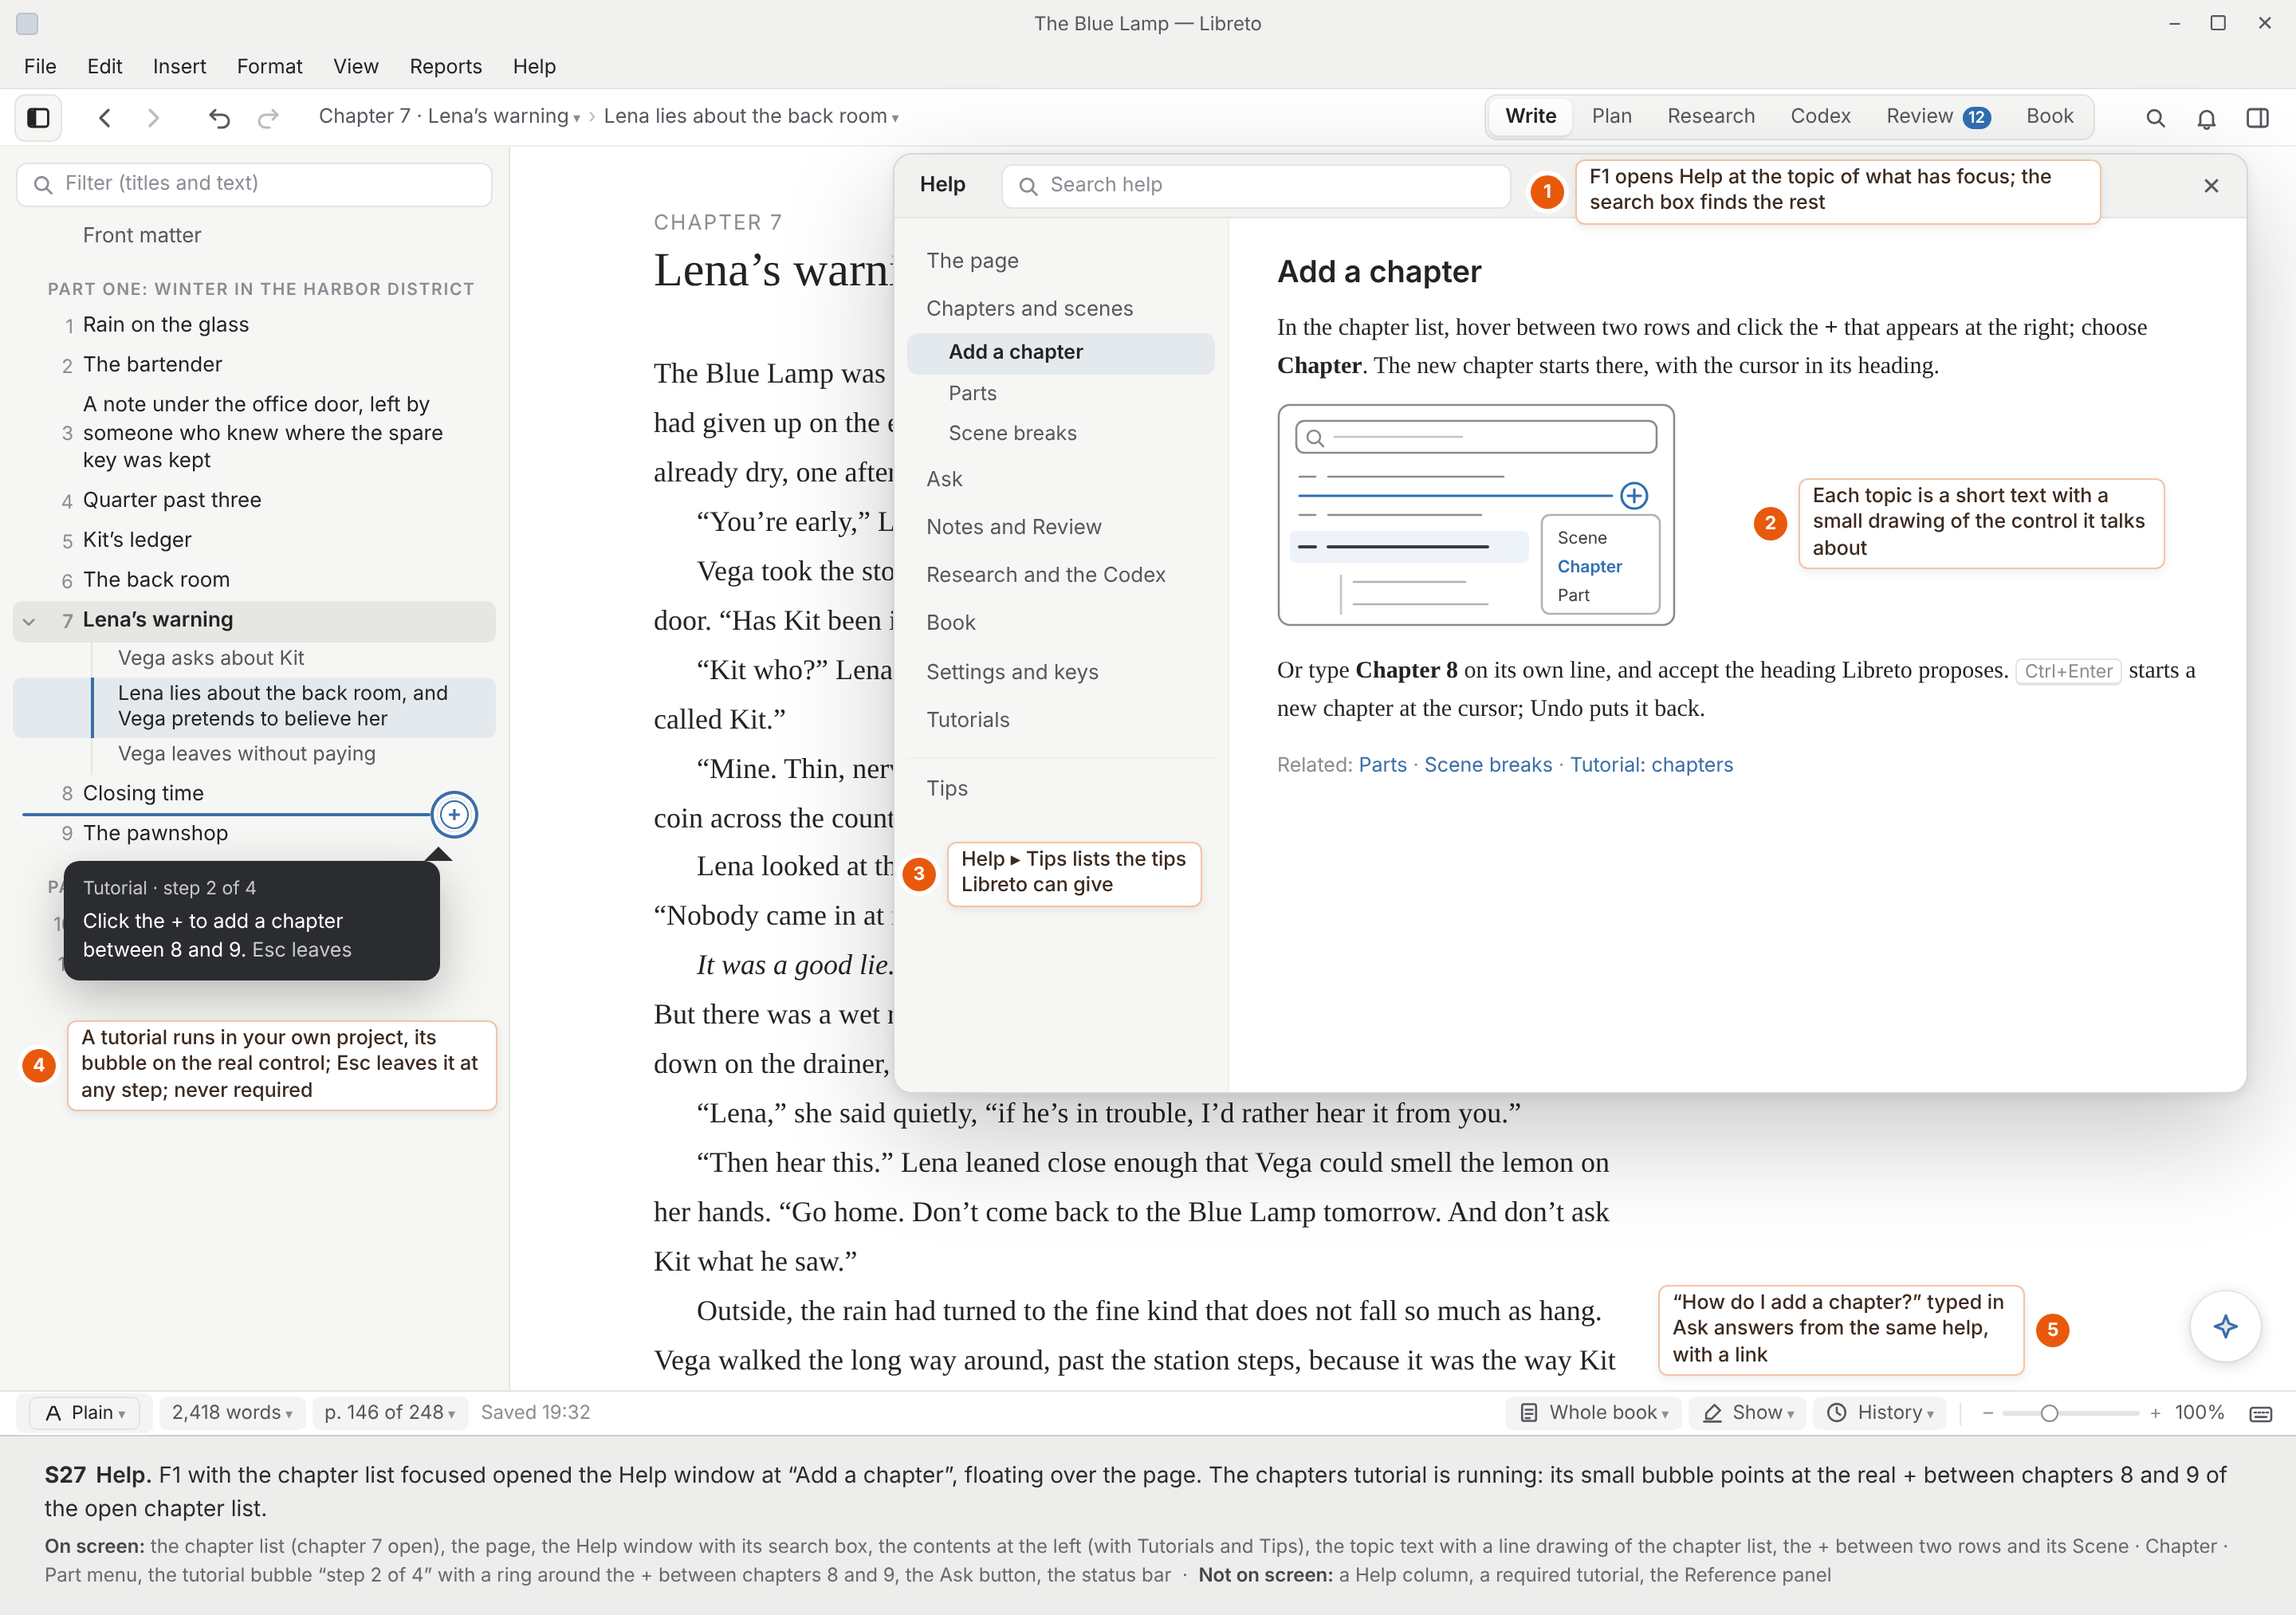 The Blue Lamp — Libreto
File Edit Insert Format View Reports Help
Chapter 7 · Lena’s warning ▾ › Lena lies about the back room ▾
Write Plan Research Codex Review 12 Book
Filter (titles and text)
Front matter
PART ONE: WINTER IN THE HARBOR DISTRICT
1 Rain on the glass
2 The bartender
A note under the office door, left by
3 someone who knew where the spare
key was kept
4 Quarter past three
5 Kit’s ledger
6 The back room
7 Lena’s warning
Vega asks about Kit
Lena lies about the back room, and
Vega pretends to believe her
Vega leaves without paying
8 Closing time
9 The pawnshop
Tutorial · step 2 of 4
Click the + to add a chapter
between 8 and 9. Esc leaves
4
A tutorial runs in your own project, its
bubble on the real control; Esc leaves it at
any step; never required
CHAPTER 7
Lena’s
The Blue Lamp was
had given up on the
already dry, one after
“You’re early,”
Vega took the
door. “Has Kit been
“Kit who?” Lena
called Kit.”
“Mine. Thin,
coin across the
Lena looked at
“Nobody came in at
It was a good lie.
But there was a wet
down on the drainer,
“Lena,” she said quietly, “if he’s in trouble, I’d rather hear it from you.”
“Then hear this.” Lena leaned close enough that Vega could smell the lemon on
her hands. “Go home. Don’t come back to the Blue Lamp tomorrow. And don’t ask
Kit what he saw.”
Outside, the rain had turned to the fine kind that does not fall so much as hang.
Vega walked the long way around, past the station steps, because it was the way Kit
Help
Search help
1
F1 opens Help at the topic of what has focus; the
search box finds the rest
The page
Chapters and scenes
Add a chapter
Parts
Scene breaks
Ask
Notes and Review
Research and the Codex
Book
Settings and keys
Tutorials
Tips
3
Help ▸ Tips lists the tips
Libreto can give
Add a chapter
In the chapter list, hover between two rows and click the + that appears at the right; choose
Chapter. The new chapter starts there, with the cursor in its heading.
Scene
Chapter
Part
2
Each topic is a short text with a
small drawing of the control it talks
about
Or type Chapter 8 on its own line, and accept the heading Libreto proposes. Ctrl+Enter starts a
new chapter at the cursor; Undo puts it back.
Related: Parts · Scene breaks · Tutorial: chapters
“How do I add a chapter?” typed in
Ask answers from the same help,
with a link
5
A Plain ▾ 2,418 words ▾ p. 146 of 248 ▾ Saved 19:32
Whole book ▾ Show ▾ History ▾ − + 100%
S27 Help. F1 with the chapter list focused opened the Help window at “Add a chapter”, floating over the page. The chapters tutorial is running: its small bubble points at the real + between chapters 8 and 9 of
the open chapter list.
On screen: the chapter list (chapter 7 open), the page, the Help window with its search box, the contents at the left (with Tutorials and Tips), the topic text with a line drawing of the chapter list, the + between two rows and its Scene · Chapter ·
Part menu, the tutorial bubble “step 2 of 4” with a ring around the + between chapters 8 and 9, the Ask button, the status bar · Not on screen: a Help column, a required tutorial, the Reference panel